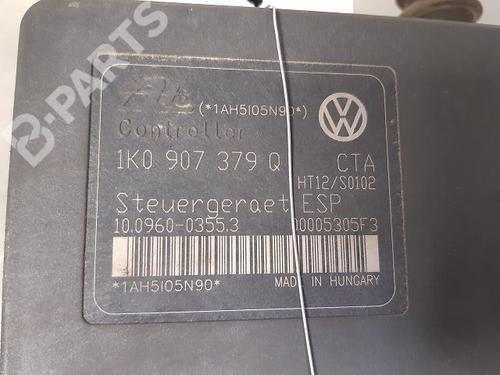 B-PARTS
ATE (*1AH5I05N90*)
Controller
1K0 907 379 Q CTA
HT12/S0102
Steuergeraet ESP
10.0960-0355.3 00005305F3
*1AH5I05N90* MADE IN HUNGARY